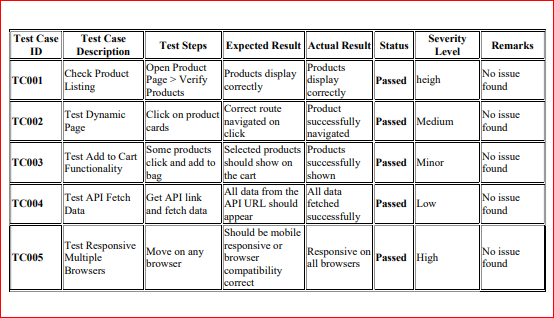 Test Case ID | Test Case Description | Test Steps | Expected Result | Actual Result | Status | Severity Level | Remarks
TC001 | Check Product Listing | Open Product Page > Verify Products | Products display correctly | Products display correctly | Passed | heigh | No issue found
TC002 | Test Dynamic Page | Click on product cards | Correct route navigated on click | Product successfully navigated | Passed | Medium | No issue found
TC003 | Test Add to Cart Functionality | Some products click and add to bag | Selected products should show on the cart | Products successfully shown | Passed | Minor | No issue found
TC004 | Test API Fetch Data | Get API link and fetch data | All data from the API URL should appear | All data fetched successfully | Passed | Low | No issue found
TC005 | Test Responsive Multiple Browsers | Move on any browser | Should be mobile responsive or browser compatibility correct | Responsive on all browsers | Passed | High | No issue found